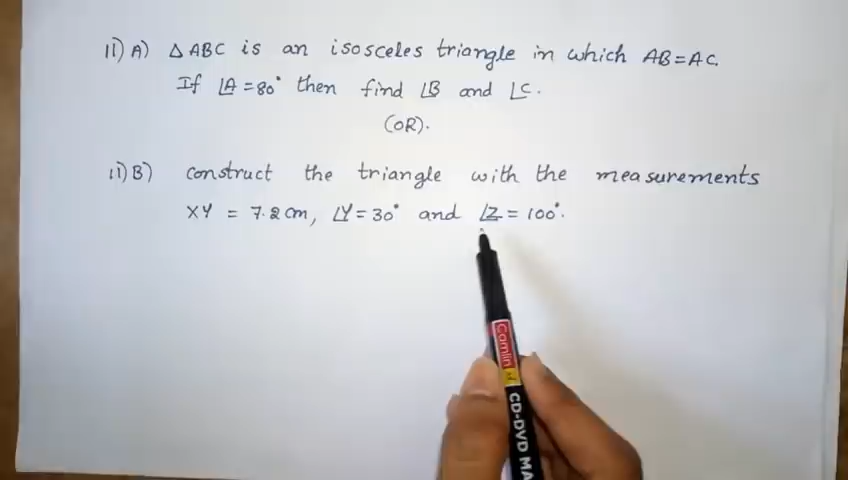 11) A) △ ABC is an isosceles triangle in which AB=AC.
If ∠A = 80° then find ∠B and ∠C.
(OR).
11) B) construct the triangle with the measurements
XY = 7.2 cm, ∠Y = 30° and ∠Z = 100°.
Camlin
CD-DVD MA